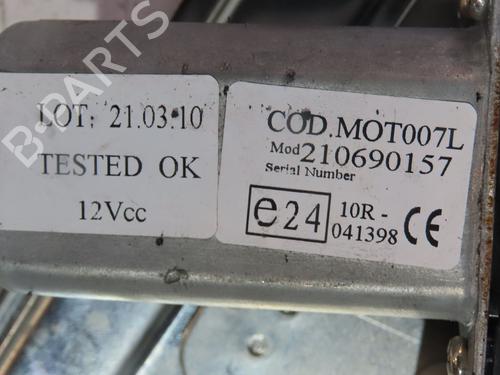 LOT: 21.03.10
TESTED OK
12Vcc
COD.MOT007L
Mod 210690157
Serial Number
e24
10R -
041398 CE
B-PARTS